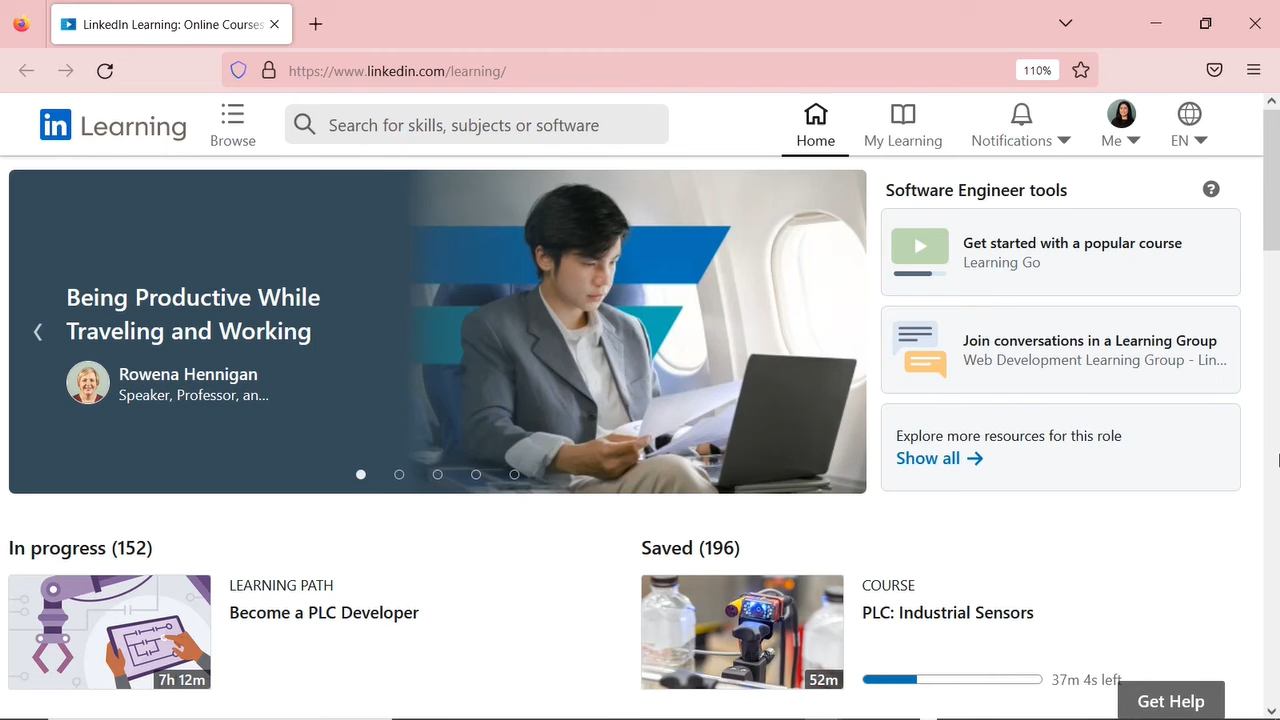 LinkedIn Learning: Online Courses
https://www.linkedin.com/learning/
110%
in Learning
Browse
Search for skills, subjects or software
Home
My Learning
Notifications
Me
EN
Being Productive While
Traveling and Working
Rowena Hennigan
Speaker, Professor, an...
Software Engineer tools
?
Get started with a popular course
Learning Go
Join conversations in a Learning Group
Web Development Learning Group - Lin...
Explore more resources for this role
Show all
In progress (152)
7h 12m
LEARNING PATH
Become a PLC Developer
Saved (196)
52m
COURSE
PLC: Industrial Sensors
37m 4s left
Get Help